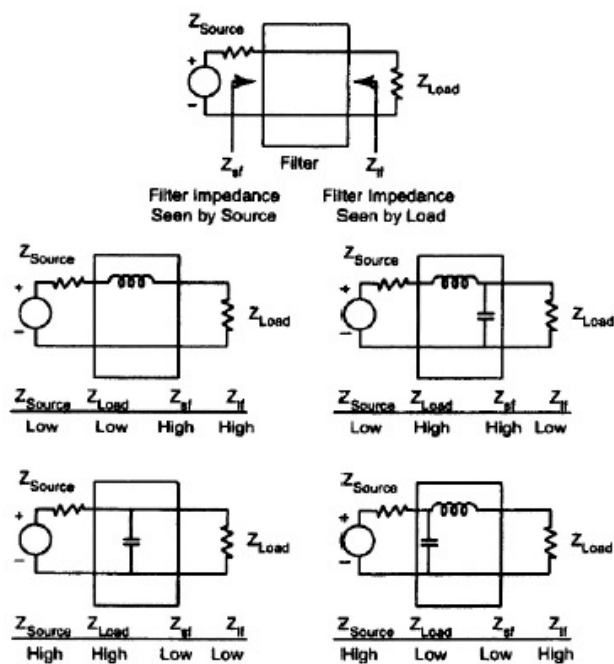 Z_Source
+
−
Z_Load
Z_sf Filter Z_lf
Filter Impedance Filter Impedance
Seen by Source Seen by Load
Z_Source Z_Source
+ +
− −
Z_Load Z_Load
Z_Source Z_Load Z_sf Z_lf Z_Source Z_Load Z_sf Z_lf
Low Low High High Low High High Low
Z_Source Z_Source
+ +
− −
Z_Load Z_Load
Z_Source Z_Load Z_sf Z_lf Z_Source Z_Load Z_sf Z_lf
High High Low Low High Low Low High